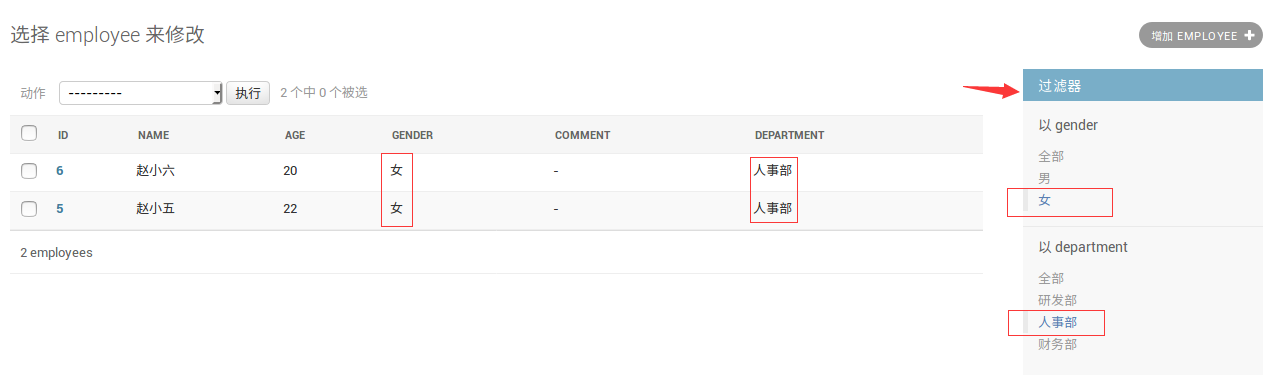 选择 employee 来修改
增加 EMPLOYEE
动作 --------- 执行 2 个中 0 个被选
ID NAME AGE GENDER COMMENT DEPARTMENT
6 赵小六 20 女 - 人事部
5 赵小五 22 女 - 人事部
2 employees
过滤器
以 gender
全部
男
女
以 department
全部
研发部
人事部
财务部